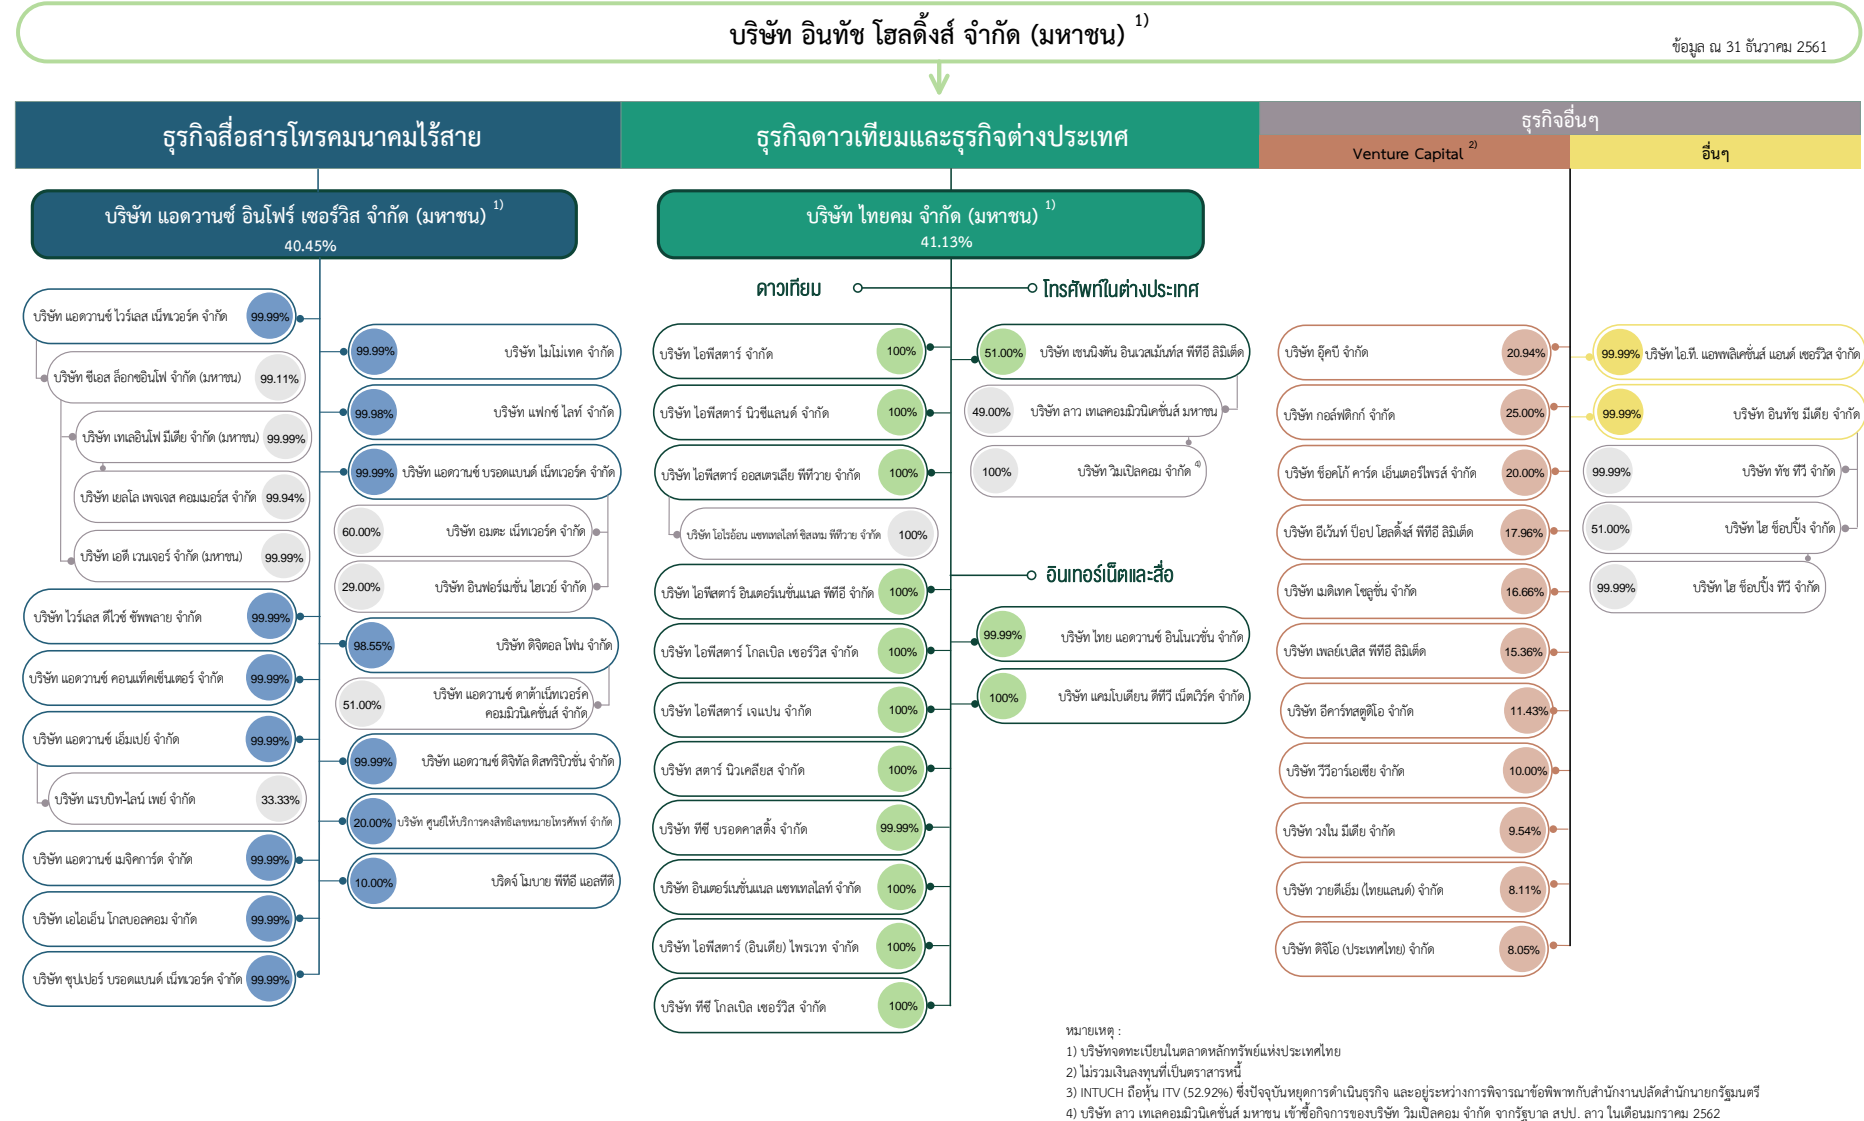 บริษัท อินทัช โฮลดิ้งส์ จำกัด (มหาชน) 1)
ข้อมูล ณ 31 ธันวาคม 2561
ธุรกิจสื่อสารโทรคมนาคมไร้สาย
บริษัท แอดวานซ์ อินโฟร์ เซอร์วิส จำกัด (มหาชน) 1)
40.45%
บริษัท แอดวานซ์ ไวร์เลส เน็ทเวอร์ค จำกัด 99.99%
บริษัท ซีเอส ล็อกซอินโฟ จำกัด (มหาชน) 99.11%
บริษัท เทเลอินโฟ มีเดีย จำกัด (มหาชน) 99.99%
บริษัท เยลโล เพจเจส คอมเมอร์ส จำกัด 99.94%
บริษัท เอดี เวนเจอร์ จำกัด (มหาชน) 99.99%
บริษัท ไวร์เลส ดีไวซ์ ซัพพลาย จำกัด 99.99%
บริษัท แอดวานซ์ คอนแท็คเซ็นเตอร์ จำกัด 99.99%
บริษัท แอดวานซ์ เอ็มเปย์ จำกัด 99.99%
บริษัท แรบบิท-ไลน์ เพย์ จำกัด 33.33%
บริษัท แอดวานซ์ เมจิคการ์ด จำกัด 99.99%
บริษัท เอไอเอ็น โกลบอลคอม จำกัด 99.99%
บริษัท ซุปเปอร์ บรอดแบนด์ เน็ทเวอร์ค จำกัด 99.99%
99.99% บริษัท ไมโม่เทค จำกัด
99.98% บริษัท แฟกซ์ ไลท์ จำกัด
99.99% บริษัท แอดวานซ์ บรอดแบนด์ เน็ทเวอร์ค จำกัด
60.00% บริษัท อมตะ เน็ทเวอร์ค จำกัด
29.00% บริษัท อินฟอร์เมชั่น ไฮเวย์ จำกัด
98.55% บริษัท ดิจิตอล โฟน จำกัด
51.00% บริษัท แอดวานซ์ ดาต้าเน็ทเวอร์ค
คอมมิวนิเคชั่นส์ จำกัด
99.99% บริษัท แอดวานซ์ ดิจิทัล ดิสทริบิวชั่น จำกัด
20.00% บริษัท ศูนย์ให้บริการคงสิทธิเลขหมายโทรศัพท์ จำกัด
10.00% บริดจ์ โมบาย พีทีอี แอลทีดี
ธุรกิจดาวเทียมและธุรกิจต่างประเทศ
บริษัท ไทยคม จำกัด (มหาชน) 1)
41.13%
ดาวเทียม
บริษัท ไอพีสตาร์ จำกัด 100%
บริษัท ไอพีสตาร์ นิวซีแลนด์ จำกัด 100%
บริษัท ไอพีสตาร์ ออสเตรเลีย พีทีวาย จำกัด 100%
บริษัท โอไรอ้อน แซทเทลไลท์ ซิสเทม พีทีวาย จำกัด 100%
บริษัท ไอพีสตาร์ อินเตอร์เนชั่นแนล พีทีอี จำกัด 100%
บริษัท ไอพีสตาร์ โกลเบิล เซอร์วิส จำกัด 100%
บริษัท ไอพีสตาร์ เจแปน จำกัด 100%
บริษัท สตาร์ นิวเคลียส จำกัด 100%
บริษัท ทีซี บรอดคาสติ้ง จำกัด 99.99%
บริษัท อินเตอร์เนชั่นแนล แซทเทลไลท์ จำกัด 100%
บริษัท ไอพีสตาร์ (อินเดีย) ไพรเวท จำกัด 100%
บริษัท ทีซี โกลเบิล เซอร์วิส จำกัด 100%
โทรศัพท์ในต่างประเทศ
51.00% บริษัท เชนนิงตัน อินเวสเม้นท์ส พีทีอี ลิมิเต็ด
49.00% บริษัท ลาว เทเลคอมมิวนิเคชั่นส์ มหาชน
100% บริษัท วิมเปิลคอม จำกัด 4)
อินเทอร์เน็ตและสื่อ
99.99% บริษัท ไทย แอดวานซ์ อินโนเวชั่น จำกัด
100% บริษัท แคมโบเดียน ดีทีวี เน็ตเวิร์ค จำกัด
ธุรกิจอื่นๆ
Venture Capital 2)
บริษัท อุ๊คบี จำกัด 20.94%
บริษัท กอล์ฟดิกก์ จำกัด 25.00%
บริษัท ช็อคโก้ คาร์ด เอ็นเตอร์ไพรส์ จำกัด 20.00%
บริษัท อีเว้นท์ ป็อป โฮลดิ้งส์ พีทีอี ลิมิเต็ด 17.96%
บริษัท เมดิเทค โซลูชั่น จำกัด 16.66%
บริษัท เพลย์เบสิส พีทีอี ลิมิเต็ด 15.36%
บริษัท อีคาร์ทสตูดิโอ จำกัด 11.43%
บริษัท วีวีอาร์เอเชีย จำกัด 10.00%
บริษัท วงใน มีเดีย จำกัด 9.54%
บริษัท วายดีเอ็ม (ไทยแลนด์) จำกัด 8.11%
บริษัท ดิจิโอ (ประเทศไทย) จำกัด 8.05%
อื่นๆ
99.99% บริษัท ไอ.ที. แอพพลิเคชั่นส์ แอนด์ เซอร์วิส จำกัด
99.99% บริษัท อินทัช มีเดีย จำกัด
99.99% บริษัท ทัช ทีวี จำกัด
51.00% บริษัท ไฮ ช็อปปิ้ง จำกัด
99.99% บริษัท ไฮ ช็อปปิ้ง ทีวี จำกัด
หมายเหตุ :
1) บริษัทจดทะเบียนในตลาดหลักทรัพย์แห่งประเทศไทย
2) ไม่รวมเงินลงทุนที่เป็นตราสารหนี้
3) INTUCH ถือหุ้น ITV (52.92%) ซึ่งปัจจุบันหยุดการดำเนินธุรกิจ และอยู่ระหว่างการพิจารณาข้อพิพาทกับสำนักงานปลัดสำนักนายกรัฐมนตรี
4) บริษัท ลาว เทเลคอมมิวนิเคชั่นส์ มหาชน เข้าซื้อกิจการของบริษัท วิมเปิลคอม จำกัด จากรัฐบาล สปป. ลาว ในเดือนมกราคม 2562